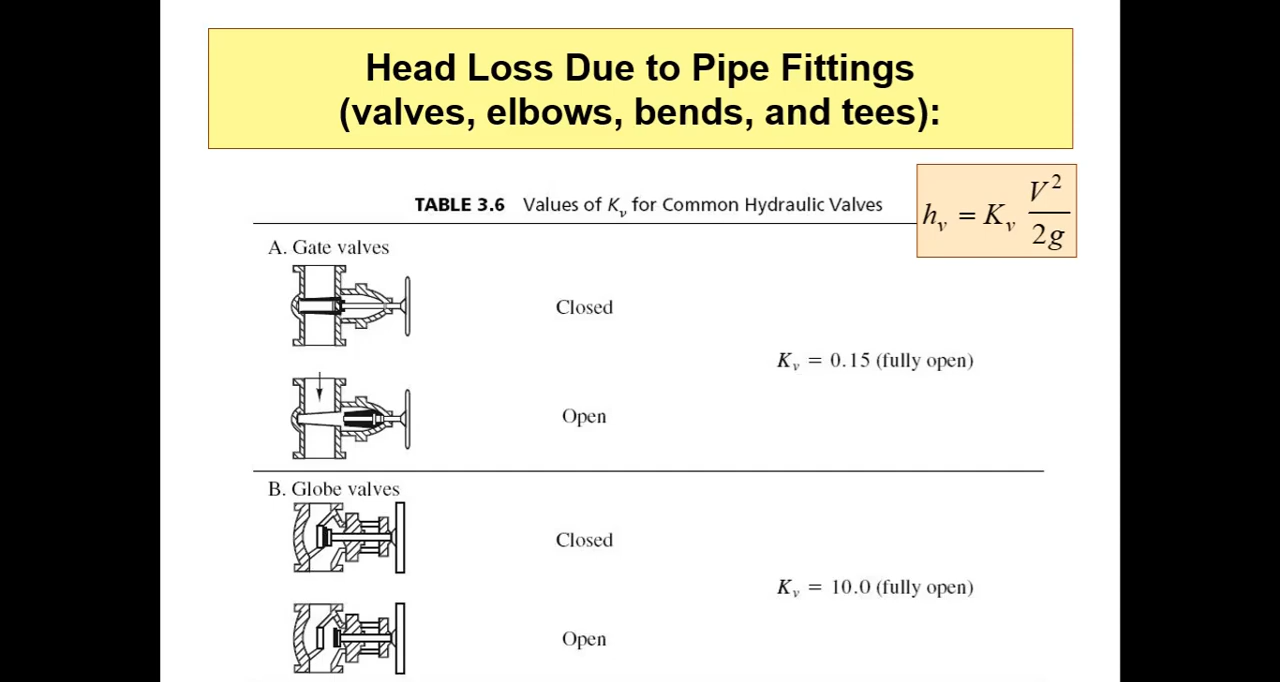 Head Loss Due to Pipe Fittings
(valves, elbows, bends, and tees):
TABLE 3.6 Values of Kᵥ for Common Hydraulic Valves
hᵥ = Kᵥ V²/2g
A. Gate valves
Closed
Kᵥ = 0.15 (fully open)
Open
B. Globe valves
Closed
Kᵥ = 10.0 (fully open)
Open